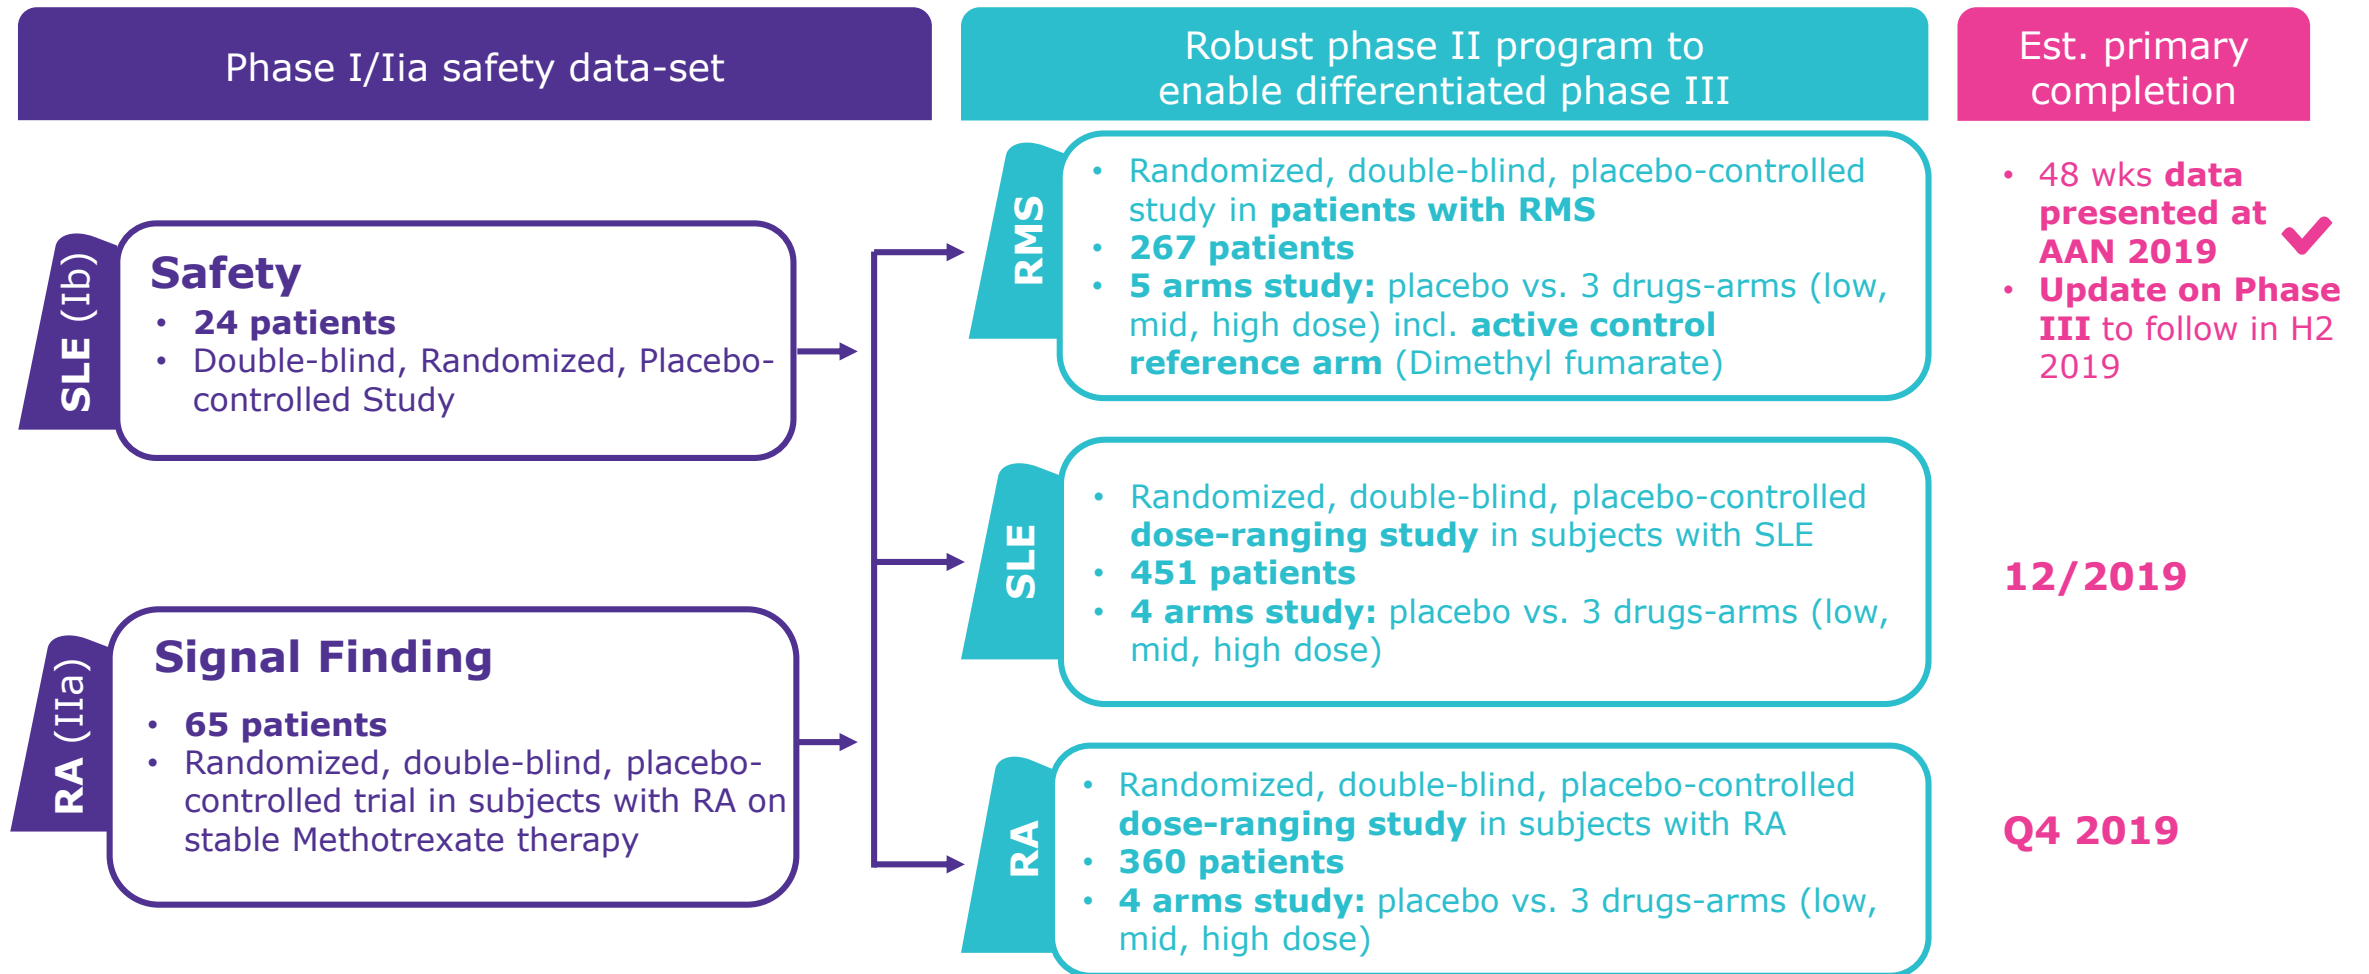 Phase I/Iia safety data-set
SLE (Ib)
Safety
• 24 patients
• Double-blind, Randomized, Placebo-
controlled Study
RA (IIa)
Signal Finding
• 65 patients
• Randomized, double-blind, placebo-
controlled trial in subjects with RA on
stable Methotrexate therapy
Robust phase II program to
enable differentiated phase III
RMS
• Randomized, double-blind, placebo-controlled
study in patients with RMS
• 267 patients
• 5 arms study: placebo vs. 3 drugs-arms (low,
mid, high dose) incl. active control
reference arm (Dimethyl fumarate)
SLE
• Randomized, double-blind, placebo-controlled
dose-ranging study in subjects with SLE
• 451 patients
• 4 arms study: placebo vs. 3 drugs-arms (low,
mid, high dose)
RA
• Randomized, double-blind, placebo-controlled
dose-ranging study in subjects with RA
• 360 patients
• 4 arms study: placebo vs. 3 drugs-arms (low,
mid, high dose)
Est. primary
completion
• 48 wks data
presented at
AAN 2019
• Update on Phase
III to follow in H2
2019
12/2019
Q4 2019